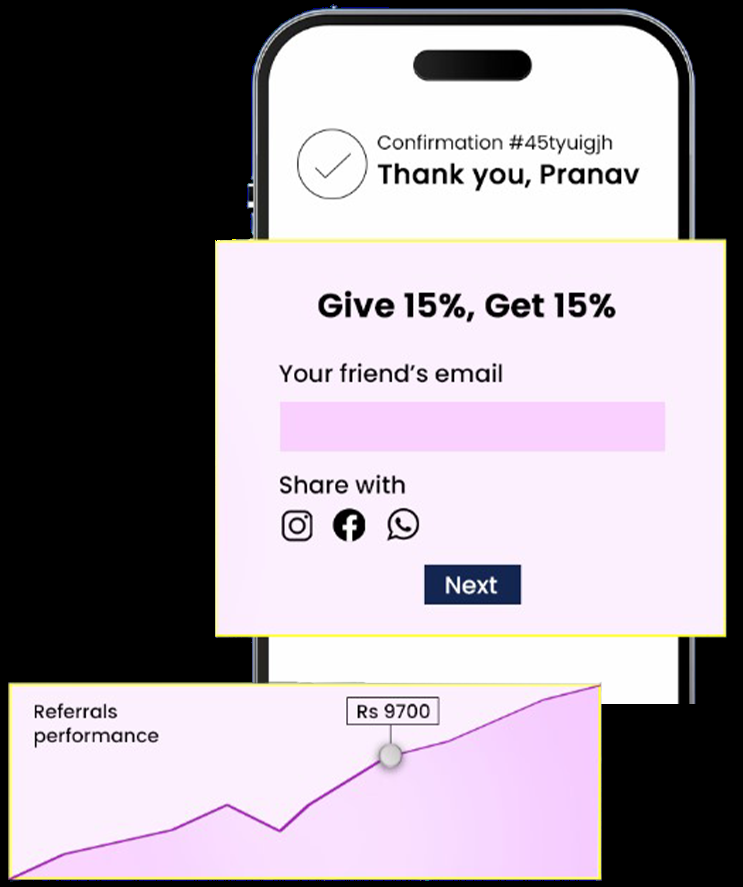 Confirmation #45tyuigjh
Thank you, Pranav
Give 15%, Get 15%
Your friend’s email
Share with
Next
Referrals
performance
Rs 9700